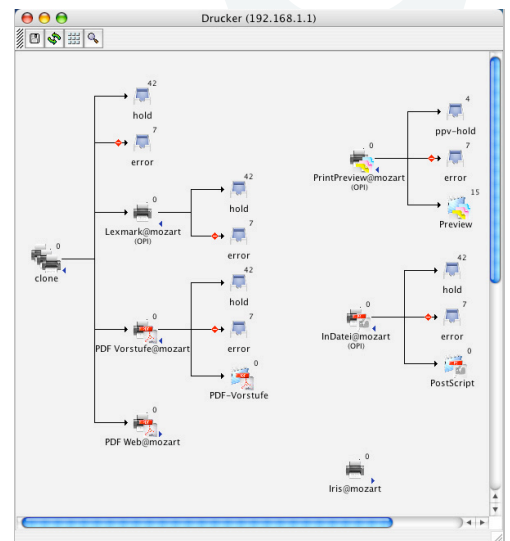 Drucker (192.168.1.1)
42
hold
7
error
0
Lexmark@mozart
(OPI)
42
hold
7
error
0
clone
0
PDF Vorstufe@mozart
42
hold
7
error
0
PDF-Vorstufe
0
PDF Web@mozart
0
PrintPreview@mozart
(OPI)
4
ppv-hold
7
error
15
Preview
0
InDatei@mozart
(OPI)
42
hold
7
error
0
PostScript
0
Iris@mozart